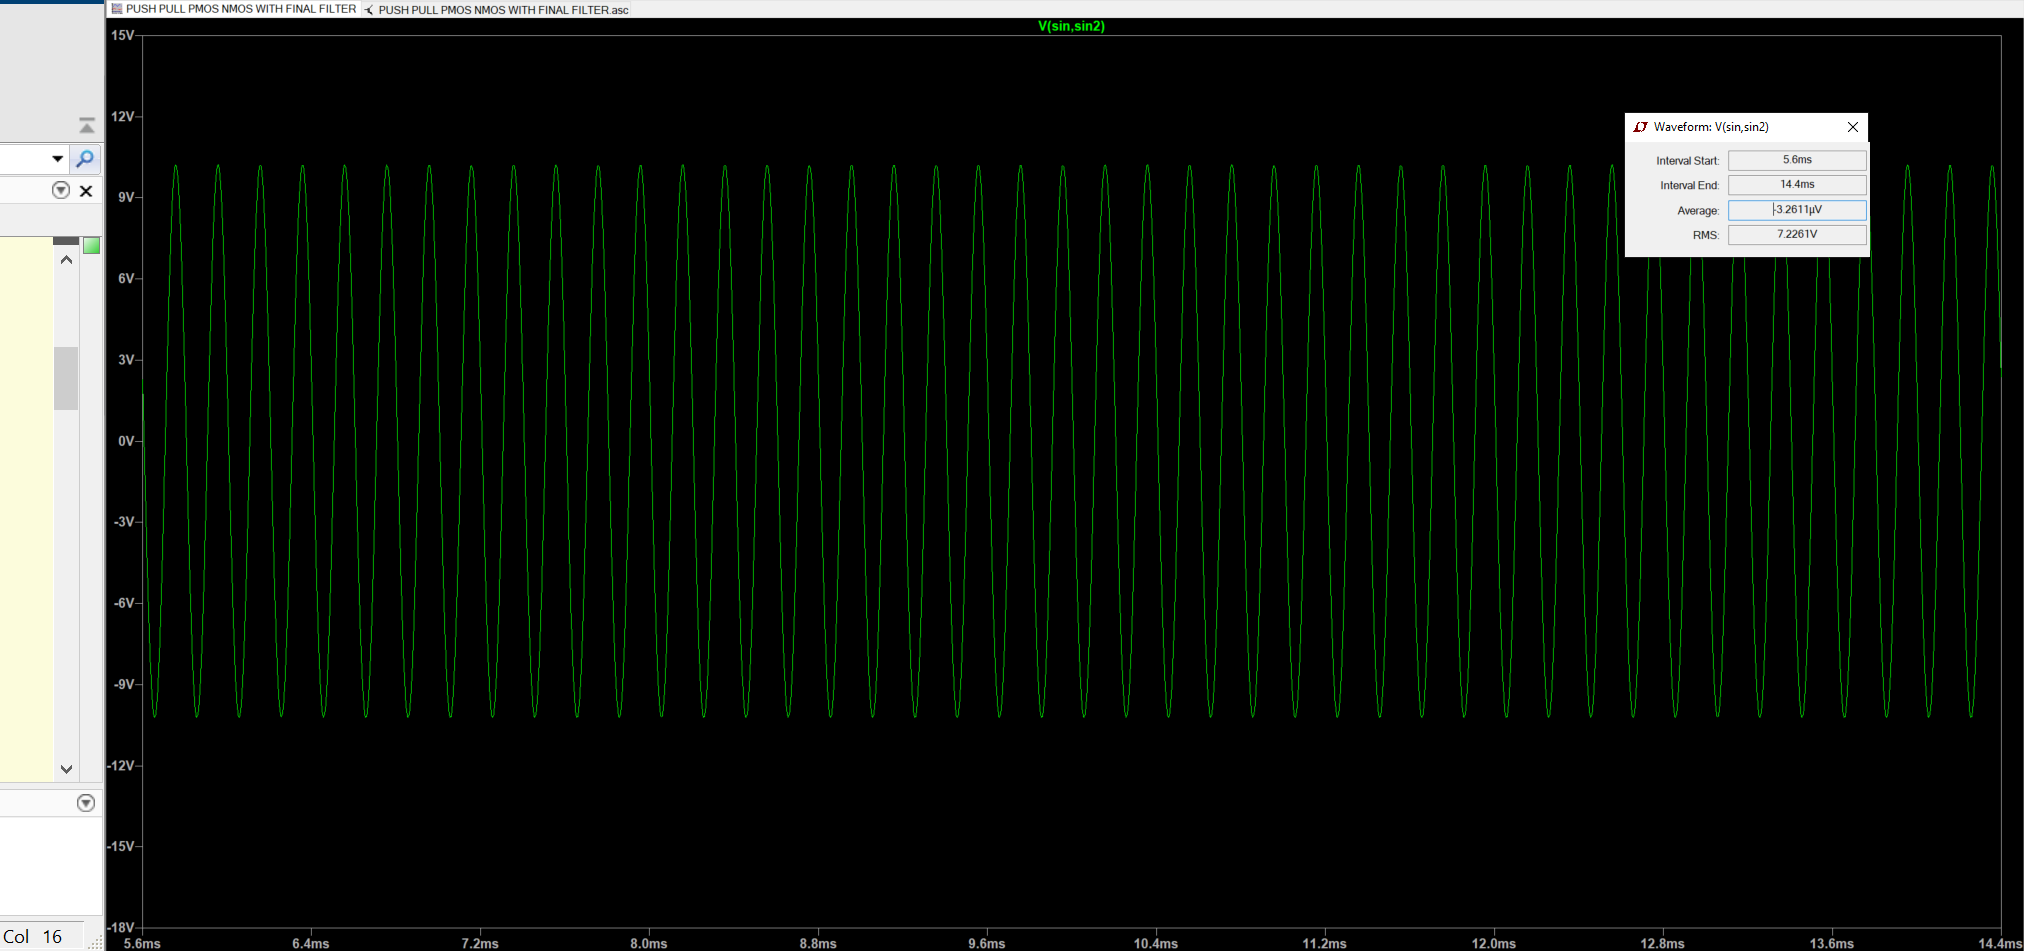 PUSH PULL PMOS NMOS WITH FINAL FILTER
PUSH PULL PMOS NMOS WITH FINAL FILTER.asc
V(sin,sin2)
15V
12V
9V
6V
3V
0V
-3V
-6V
-9V
-12V
-15V
-18V
Waveform: V(sin,sin2)
Interval Start: 5.6ms
Interval End: 14.4ms
Average: -3.2611µV
RMS: 7.2261V
5.6ms 6.4ms 7.2ms 8.0ms 8.8ms 9.6ms 10.4ms 11.2ms 12.0ms 12.8ms 13.6ms 14.4ms
Col 16